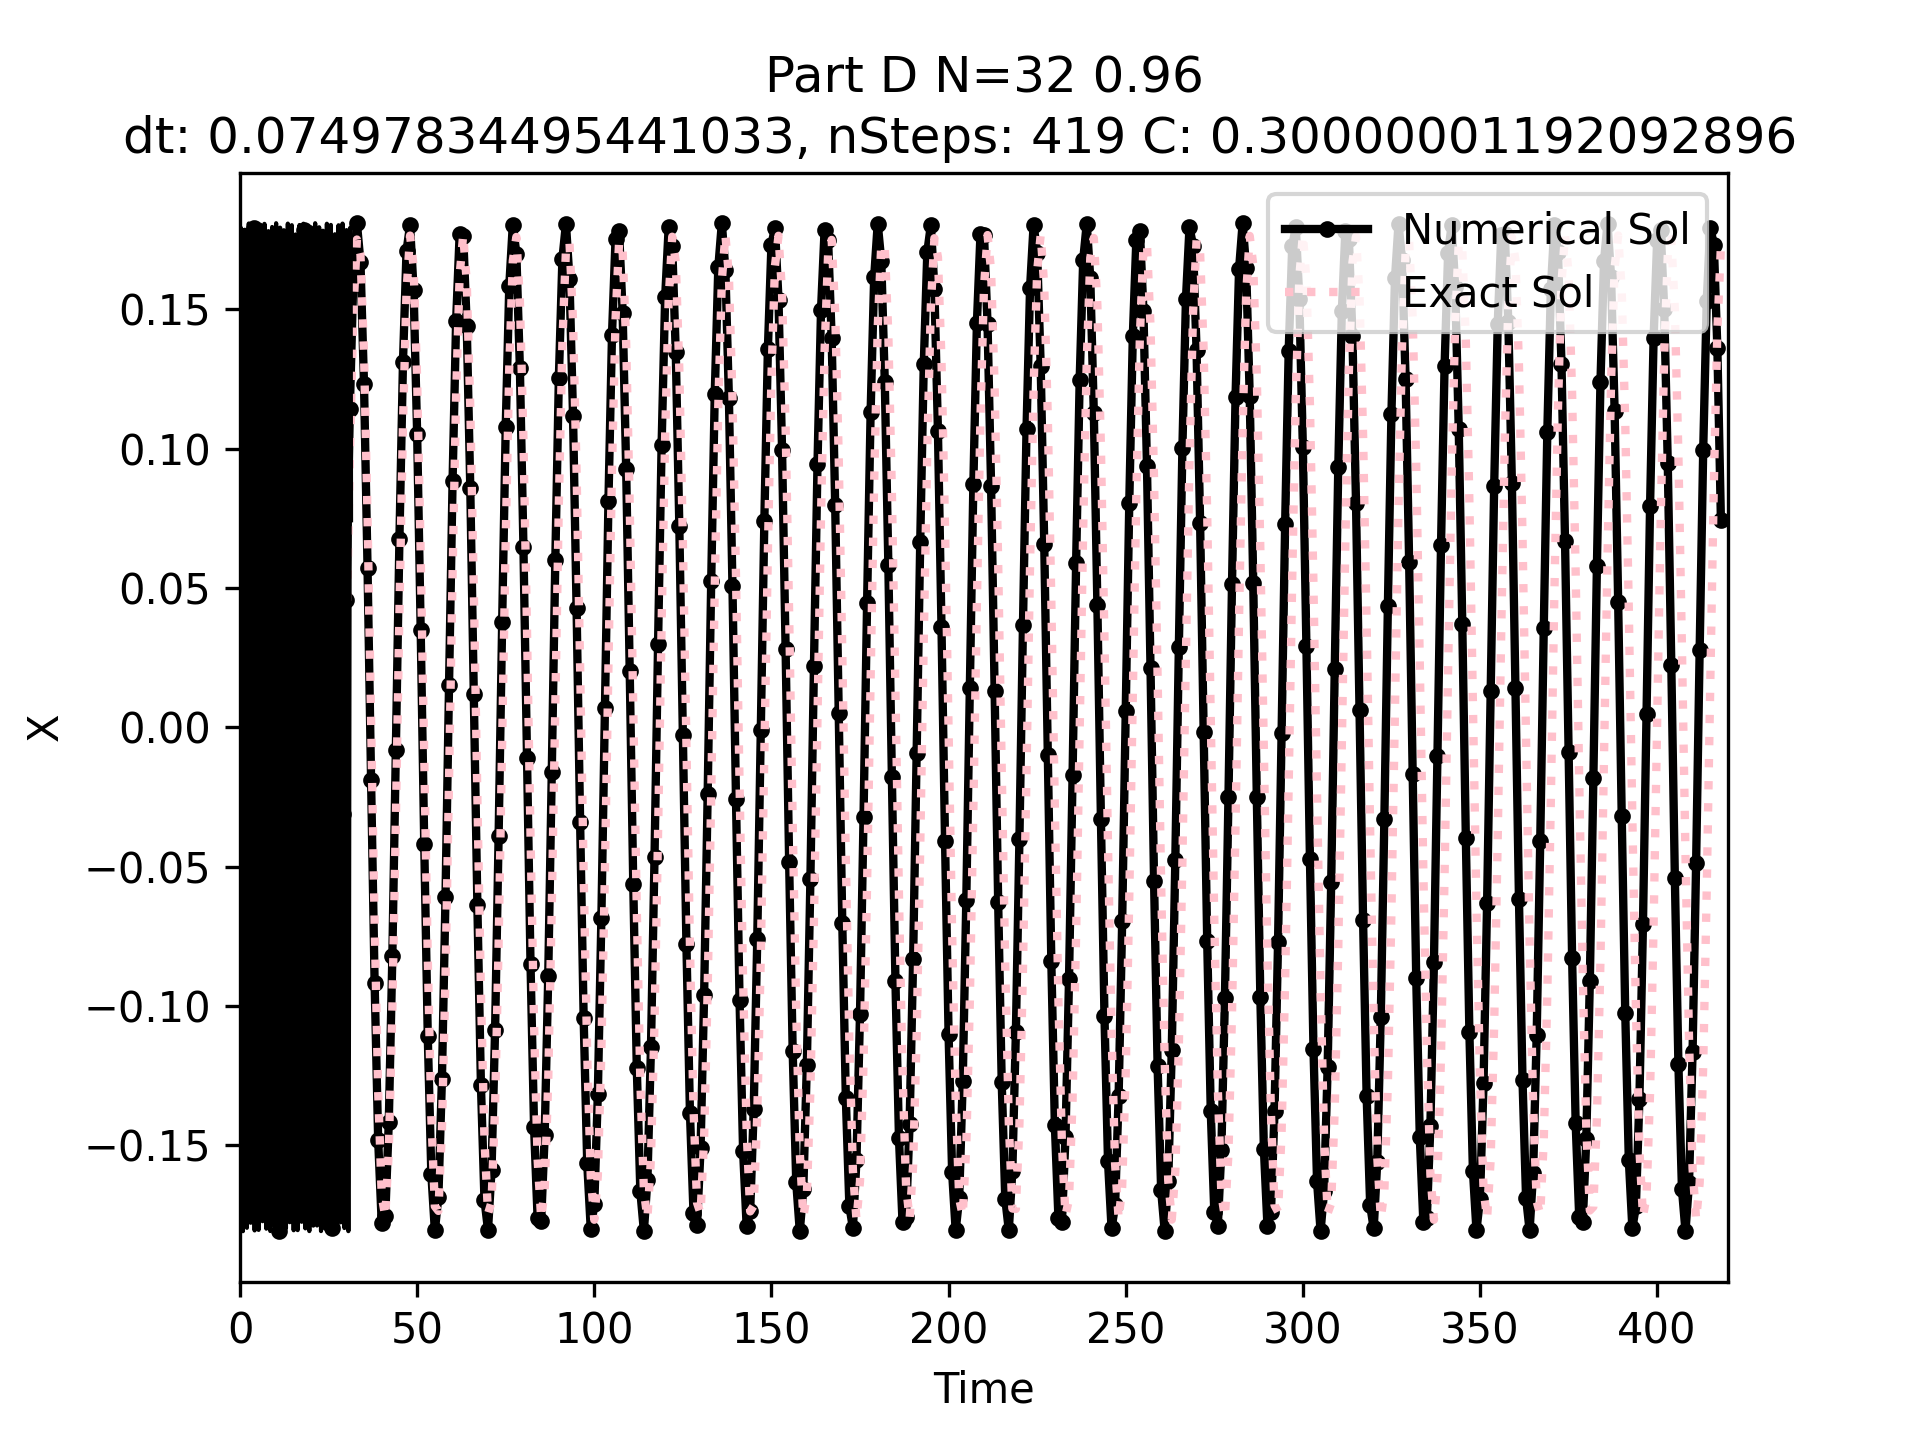 Part D N=32 0.96
dt: 0.07497834495441033, nSteps: 419 C: 0.30000001192092896
Numerical Sol
Exact Sol
0.15
0.10
0.05
0.00
−0.05
−0.10
−0.15
X
0 50 100 150 200 250 300 350 400
Time